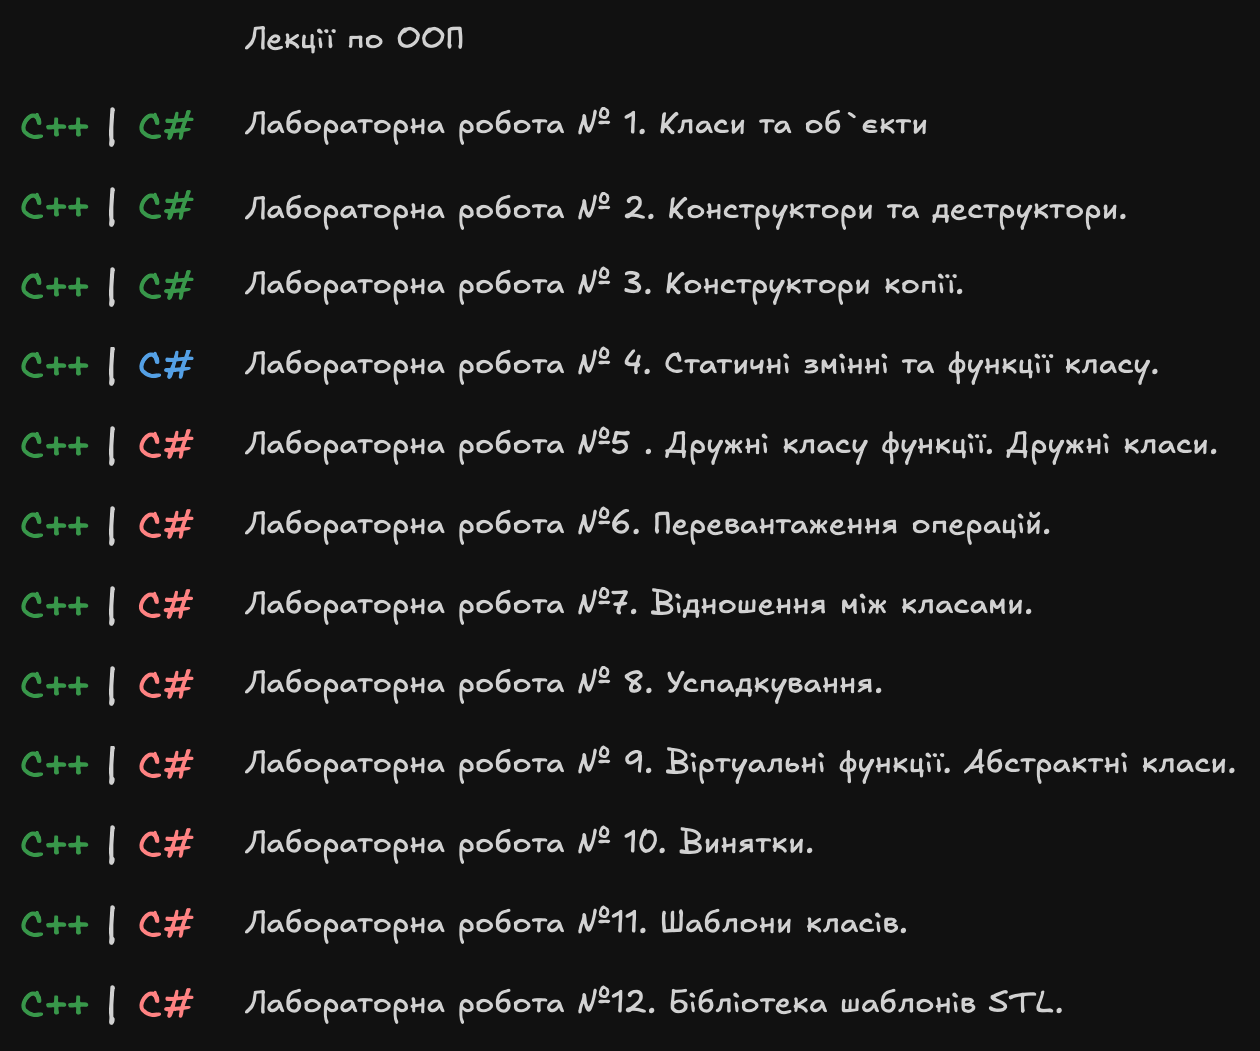 Лекції по ООП
C++ | C# Лабораторна робота № 1. Класи та об`єкти
C++ | C# Лабораторна робота № 2. Конструктори та деструктори.
C++ | C# Лабораторна робота № 3. Конструктори копії.
C++ | C# Лабораторна робота № 4. Статичні змінні та функції класу.
C++ | C# Лабораторна робота №5 . Дружні класу функції. Дружні класи.
C++ | C# Лабораторна робота №6. Перевантаження операцій.
C++ | C# Лабораторна робота №7. Відношення між класами.
C++ | C# Лабораторна робота № 8. Успадкування.
C++ | C# Лабораторна робота № 9. Віртуальні функції. Абстрактні класи.
C++ | C# Лабораторна робота № 10. Винятки.
C++ | C# Лабораторна робота №11. Шаблони класів.
C++ | C# Лабораторна робота №12. Бібліотека шаблонів STL.